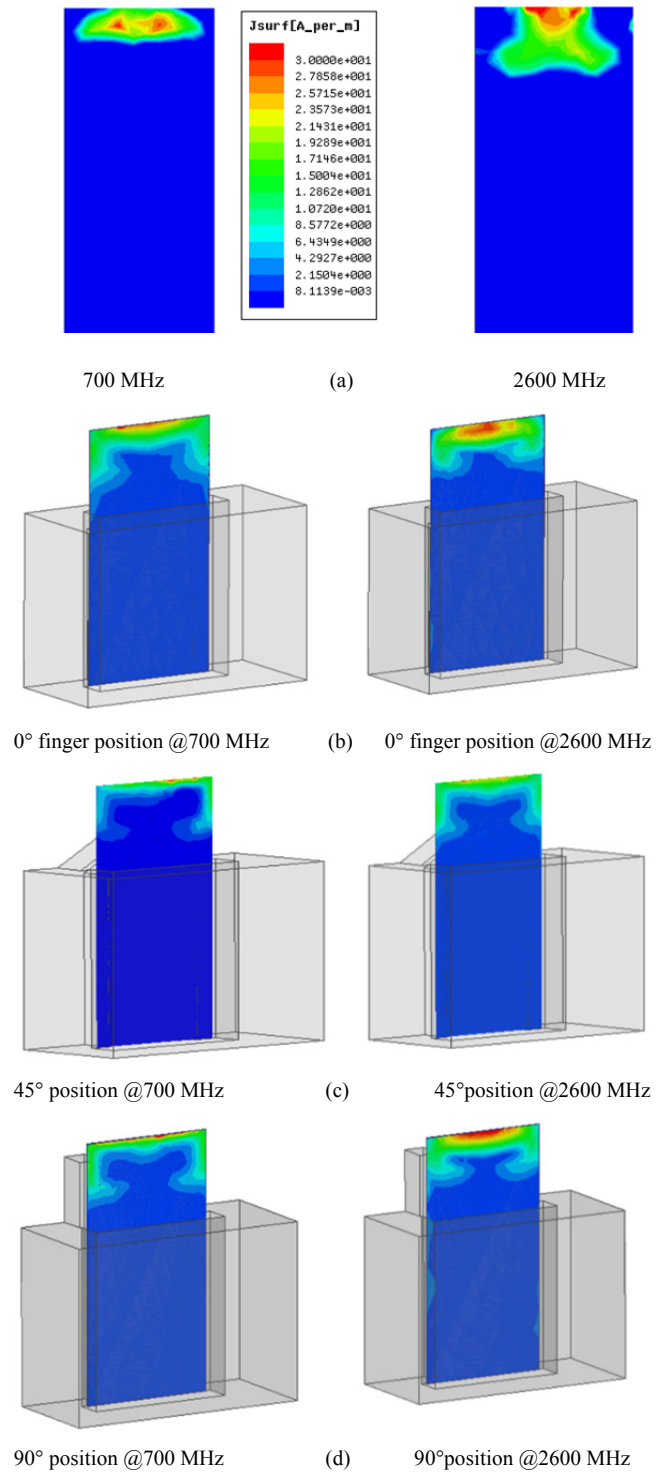 Jsurf[A_per_m]
3.0000e+001
2.7858e+001
2.5715e+001
2.3573e+001
2.1431e+001
1.9289e+001
1.7146e+001
1.5004e+001
1.2862e+001
1.0720e+001
8.5772e+000
6.4349e+000
4.2927e+000
2.1504e+000
8.1139e-003
700 MHz (a) 2600 MHz
0° finger position @700 MHz (b) 0° finger position @2600 MHz
45° position @700 MHz (c) 45°position @2600 MHz
90° position @700 MHz (d) 90°position @2600 MHz